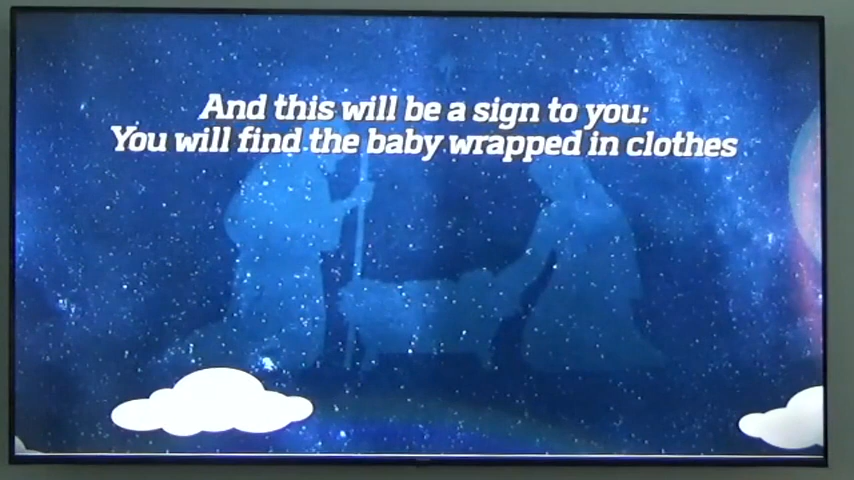 And this will be a sign to you:
You will find the baby wrapped in clothes